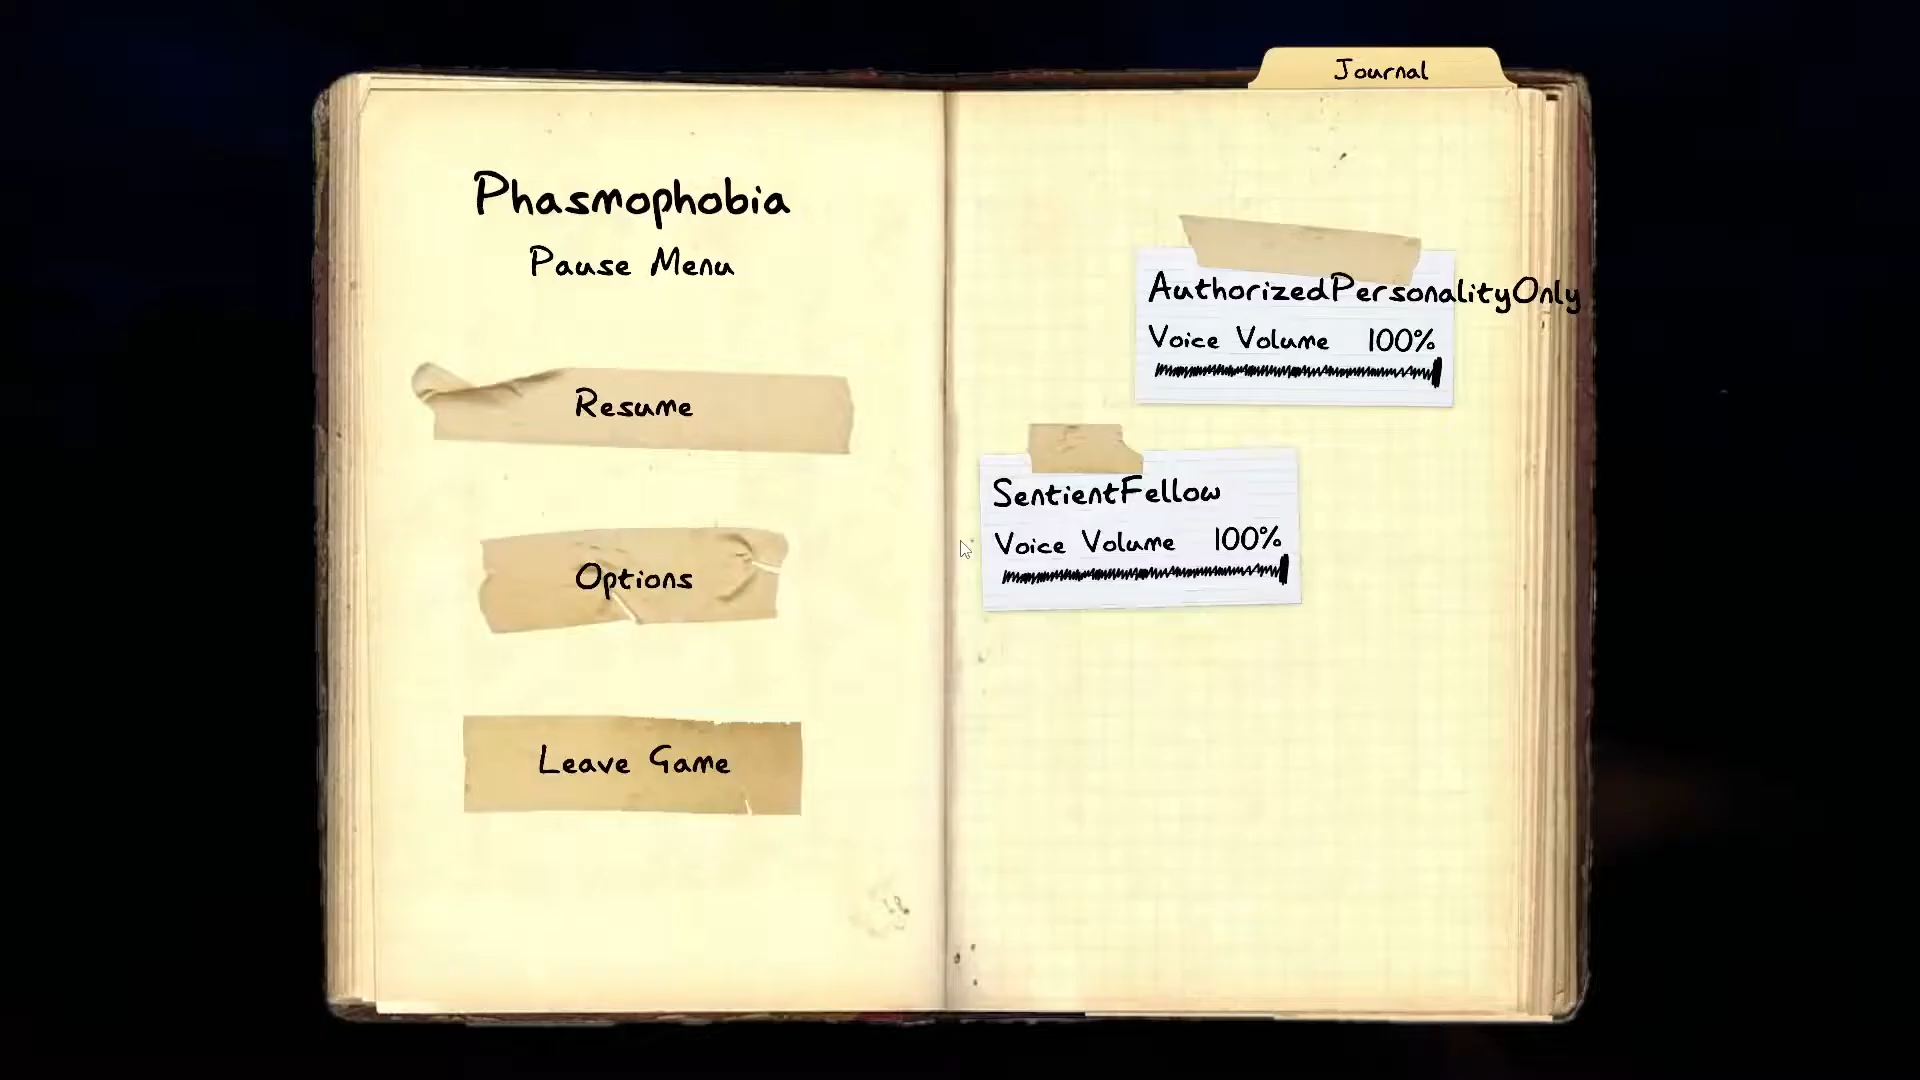 Journal
Phasmophobia
Pause Menu
Resume
Options
Leave Game
AuthorizedPersonalityOnly
Voice Volume 100%
SentientFellow
Voice Volume 100%